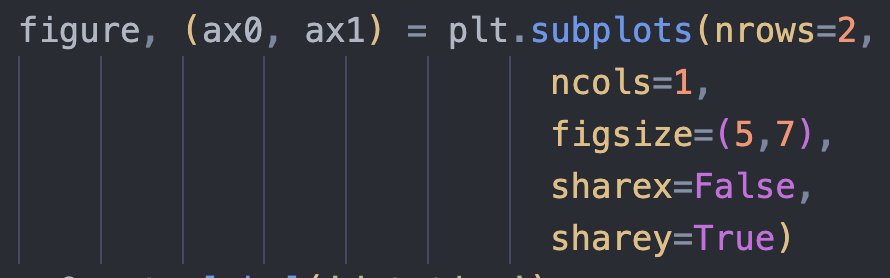 figure, (ax0, ax1) = plt.subplots(nrows=2,
ncols=1,
figsize=(5,7),
sharex=False,
sharey=True)